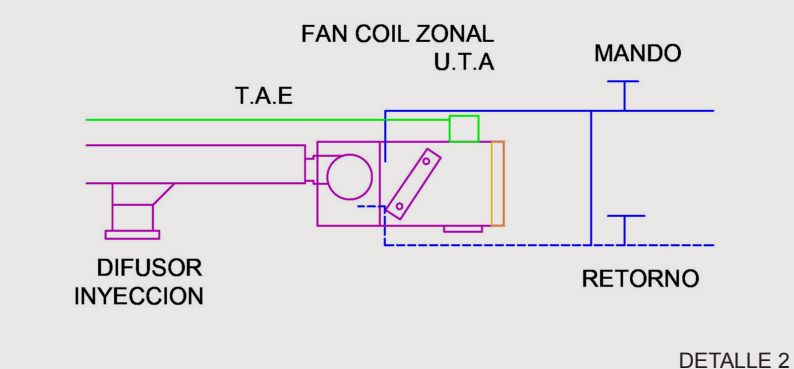 FAN COIL ZONAL
U.T.A
MANDO
T.A.E
DIFUSOR
INYECCION
RETORNO
DETALLE 2